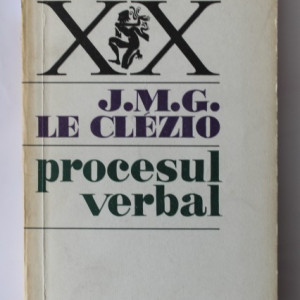 XX
J.M.G.
LE CLÉZIO
procesul
verbal